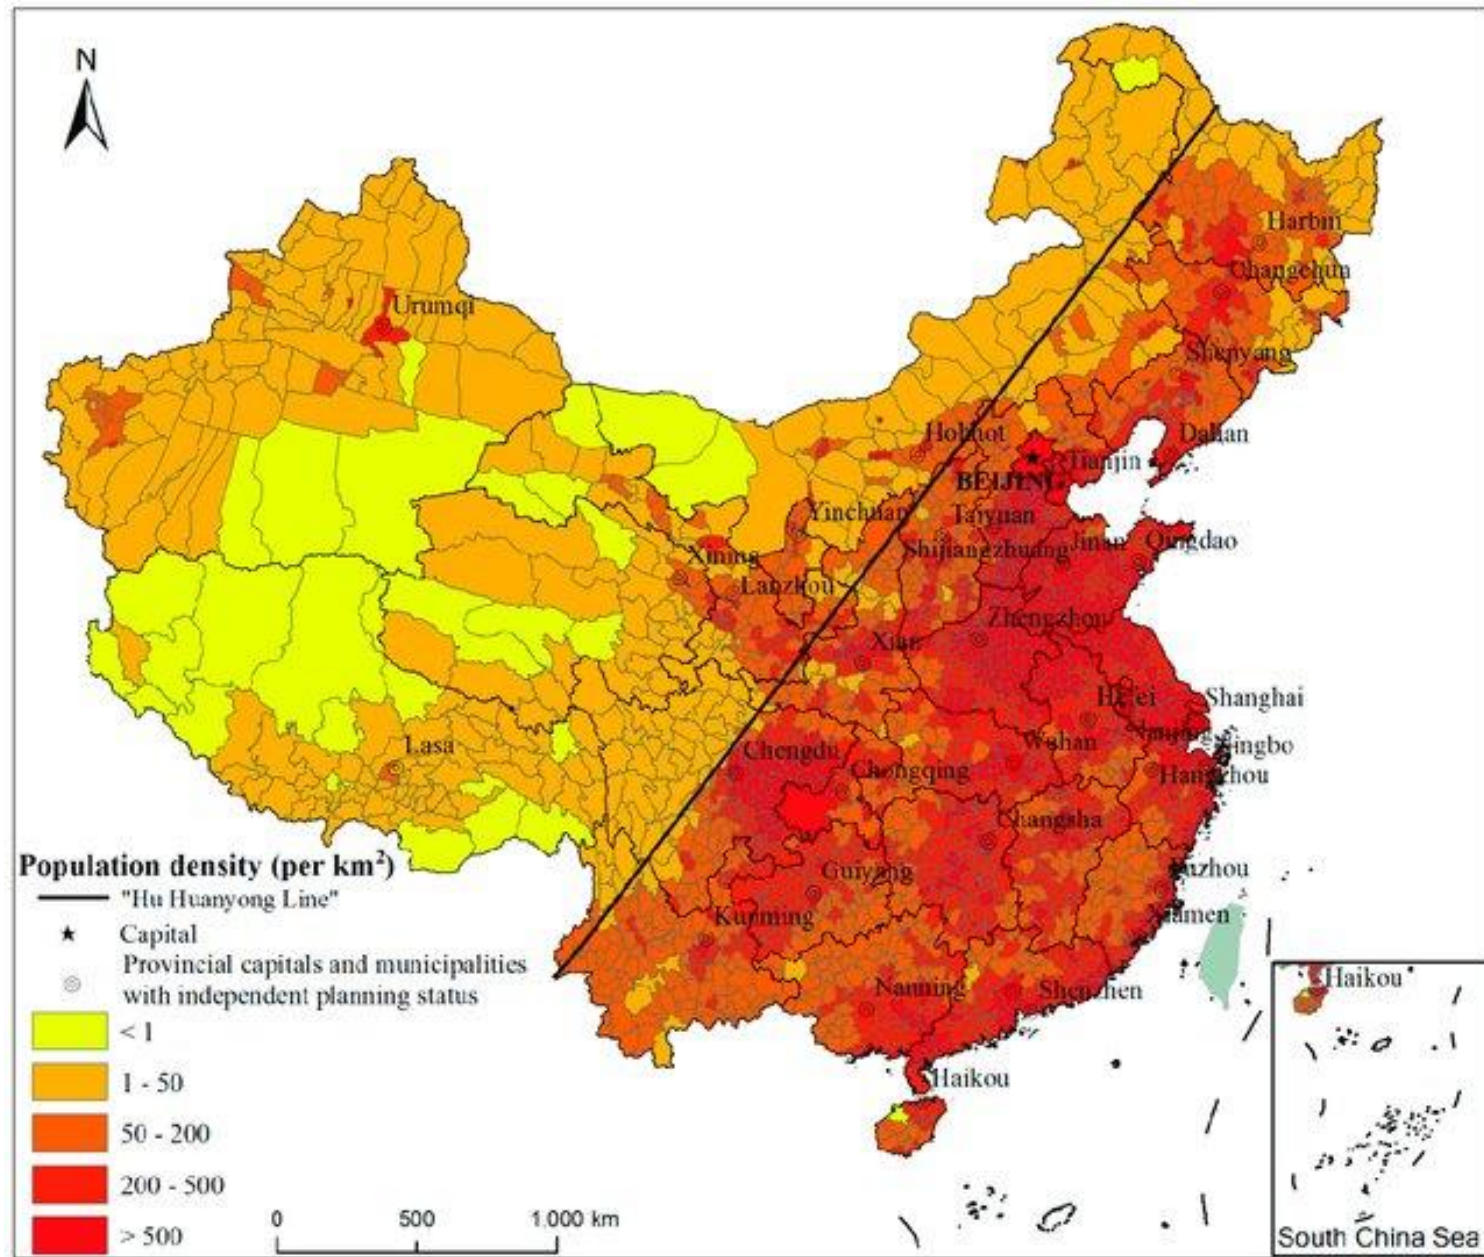 N
Harbin
Changchun
Urumqi
Shenyang
Hohhot
Dalian
Tianjin
BEIJING
Yinchuan
Taiyuan
Shijiangzhuang
Jinan
Qingdao
Xining
Lanzhou
Zhengzhou
Xian
Hefei
Shanghai
Lasa
Chengdu
Wuhan
Nanjing
Ningbo
Chongqing
Hangzhou
Changsha
Population density (per km²)
"Hu Huanyong Line"
Guiyang
Fuzhou
Capital
Kunming
Xiamen
Provincial capitals and municipalities
with independent planning status
Nanning
Shenzhen
Haikou
< 1
1 - 50
Haikou
50 - 200
200 - 500
> 500
0 500 1,000 km
South China Sea